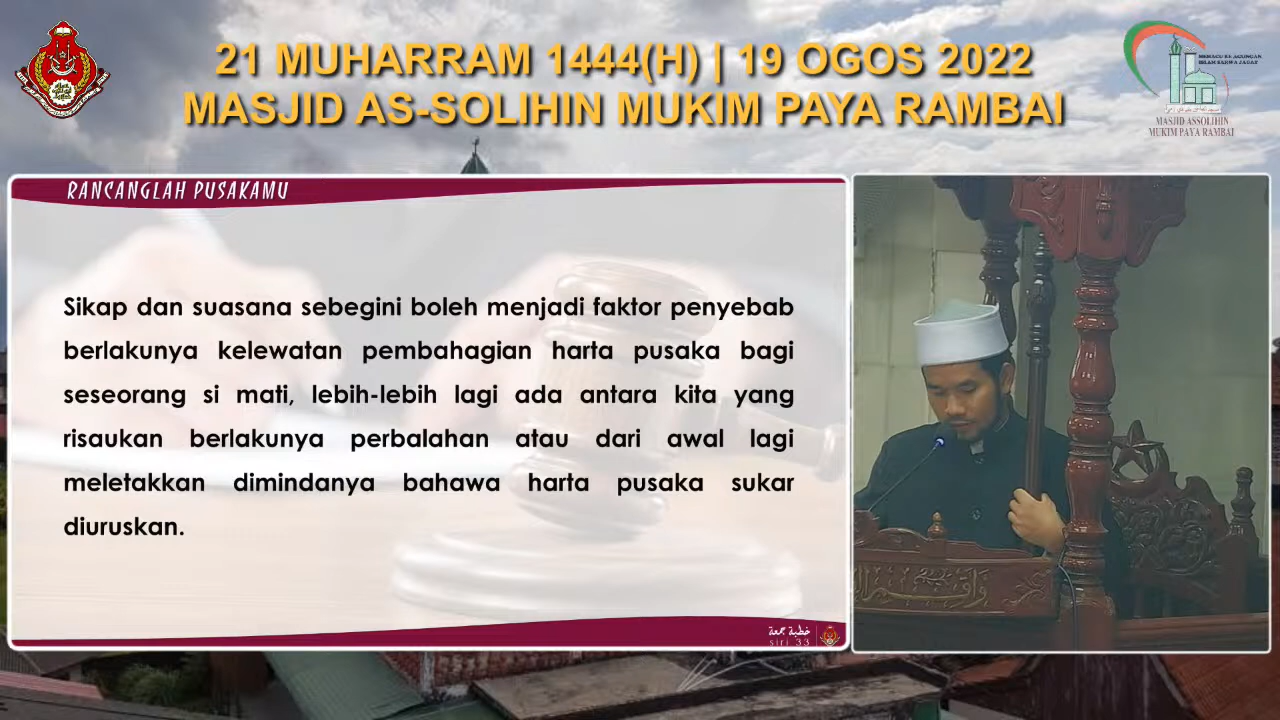 21 MUHARRAM 1444(H) | 19 OGOS 2022
MASJID AS-SOLIHIN MUKIM PAYA RAMBAI
MASJID ASSOLIHIN
MUKIM PAYA RAMBAI
RANCANGLAH PUSAKAMU
Sikap dan suasana sebegini boleh menjadi faktor penyebab
berlakunya kelewatan pembahagian harta pusaka bagi
seseorang si mati, lebih-lebih lagi ada antara kita yang
risaukan berlakunya perbalahan atau dari awal lagi
meletakkan dimindanya bahawa harta pusaka sukar
diuruskan.
خطبة جمعة
siri 33